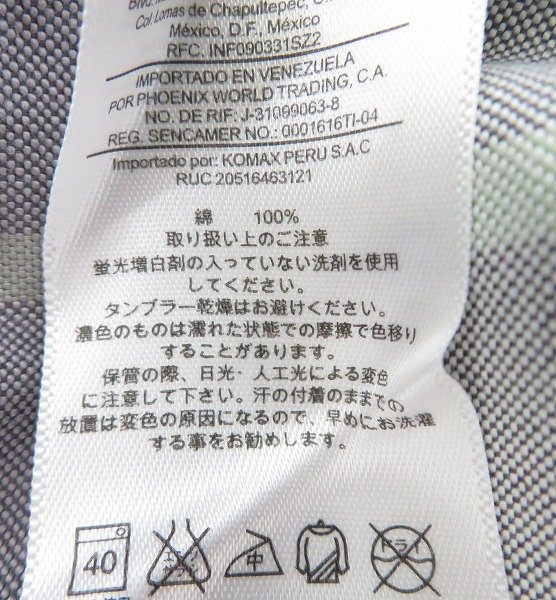 Col. Lomas de Chapultepec,
México, D.F., México
RFC. INF090331SZ2
IMPORTADO EN VENEZUELA
POR PHOENIX WORLD TRADING, C.A.
NO. DE RIF. J-31099063-8
REG. SENCAMER NO.: 0001616TI-04
Importado por: KOMAX PERU S.A.C
RUC 20516463121
綿 100%
取り扱い上のご注意
蛍光増白剤の入っていない洗剤を使用
してください。
タンブラー乾燥はお避けください。
濃色のものは濡れた状態での摩擦で色移り
することがあります。
保管の際、日光・人工光による変色
に注意して下さい。汗の付着のままでの
放置は変色の原因になるので、早めにお洗濯
する事をお勧めします。
40 中 ドライ